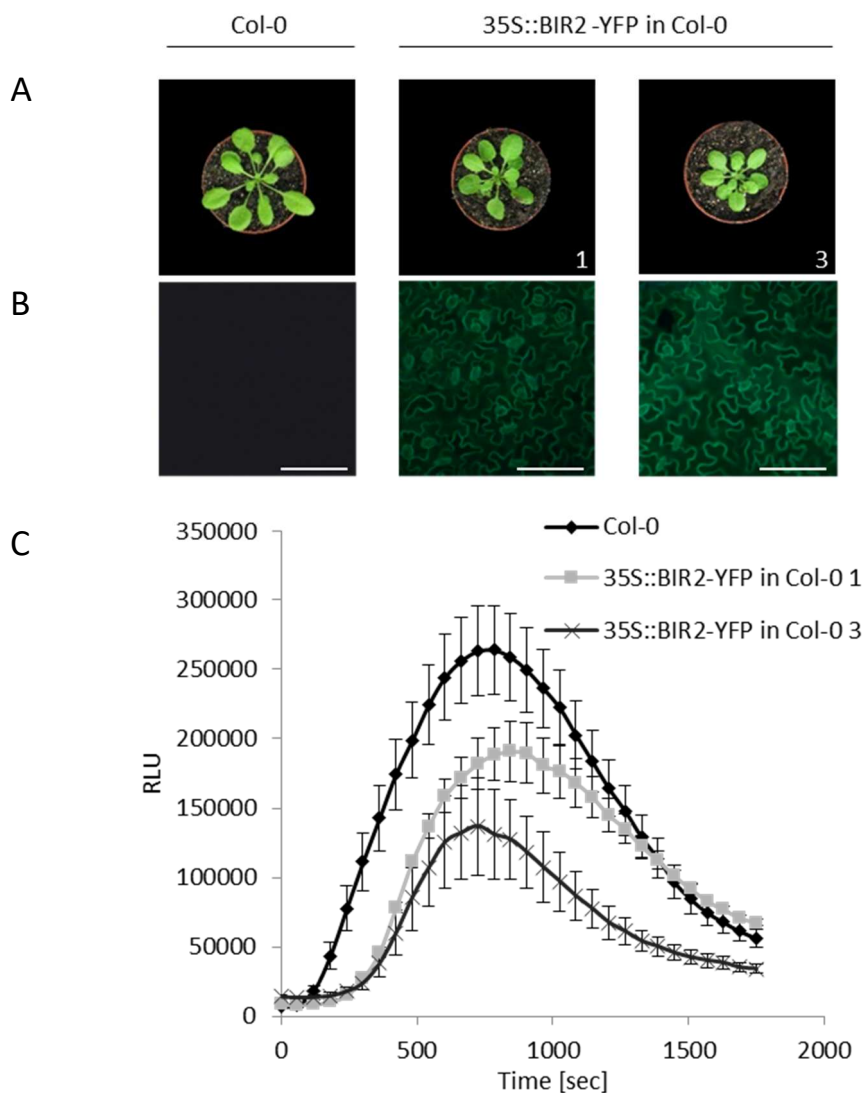 Col-0
35S::BIR2 -YFP in Col-0
A
1
3
B
C
350000
300000
250000
200000
150000
100000
50000
0
RLU
Col-0
35S::BIR2-YFP in Col-0 1
35S::BIR2-YFP in Col-0 3
0
500
1000
1500
2000
Time [sec]